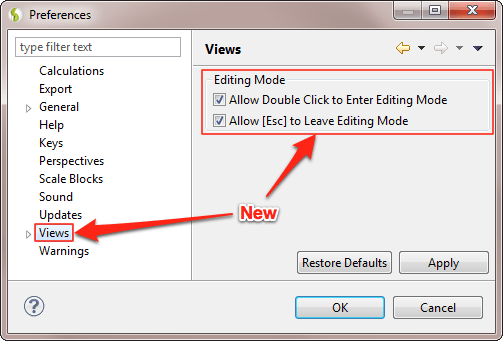 Preferences
type filter text
Calculations
Export
General
Help
Keys
Perspectives
Scale Blocks
Sound
Updates
Views
Warnings
Views
Editing Mode
Allow Double Click to Enter Editing Mode
Allow [Esc] to Leave Editing Mode
New
Restore Defaults
Apply
?
OK
Cancel